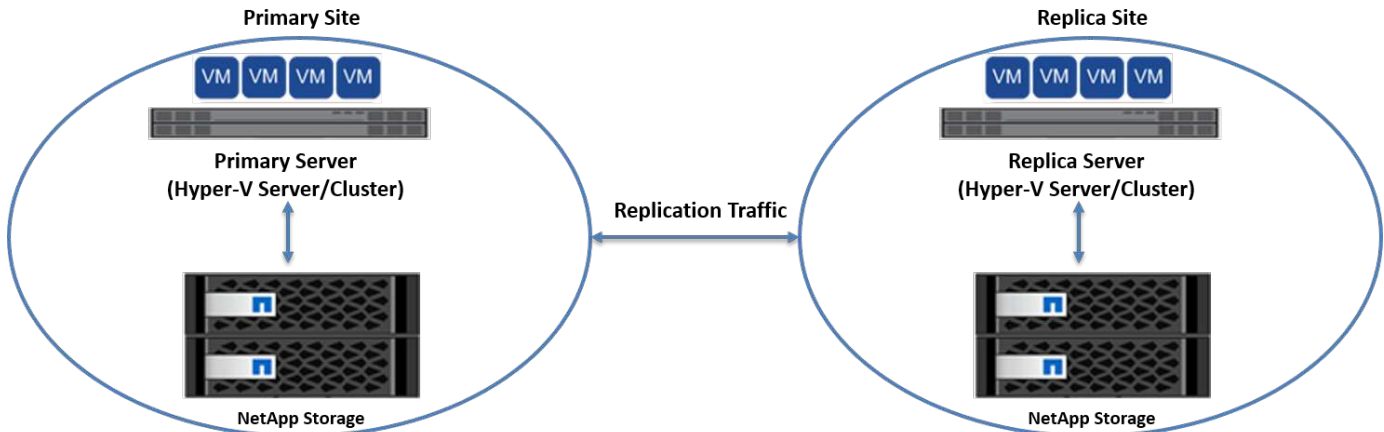 Primary Site
VM VM VM VM
Primary Server
(Hyper-V Server/Cluster)
NetApp Storage
Replication Traffic
Replica Site
VM VM VM VM
Replica Server
(Hyper-V Server/Cluster)
NetApp Storage